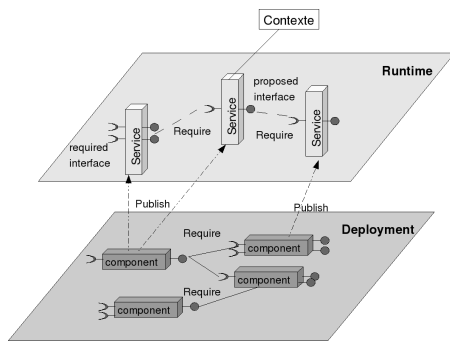 Contexte
Runtime
proposed
interface
Service
Service
Service
Require
Require
required
interface
Publish
Publish
Deployment
Require
component
component
component
Require
component